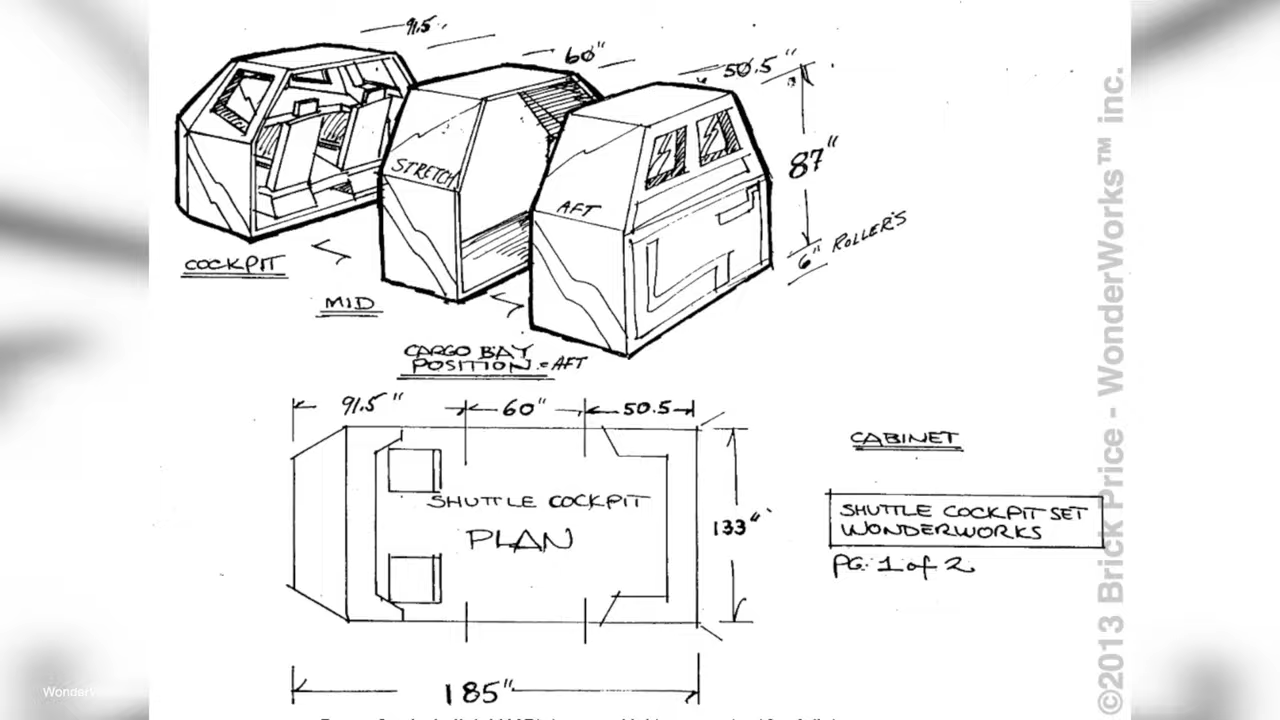 91.5"
60"
50.5"
87"
6" ROLLER'S
STRETCH
AFT
COCKPIT
MID
CARGO BAY
POSITION = AFT
91.5"
60"
50.5
SHUTTLE COCKPIT
PLAN
133"
185"
CABINET
SHUTTLE COCKPIT SET
WONDERWORKS
PG: 1 of 2
©2013 Brick Price - WonderWorks™ inc.